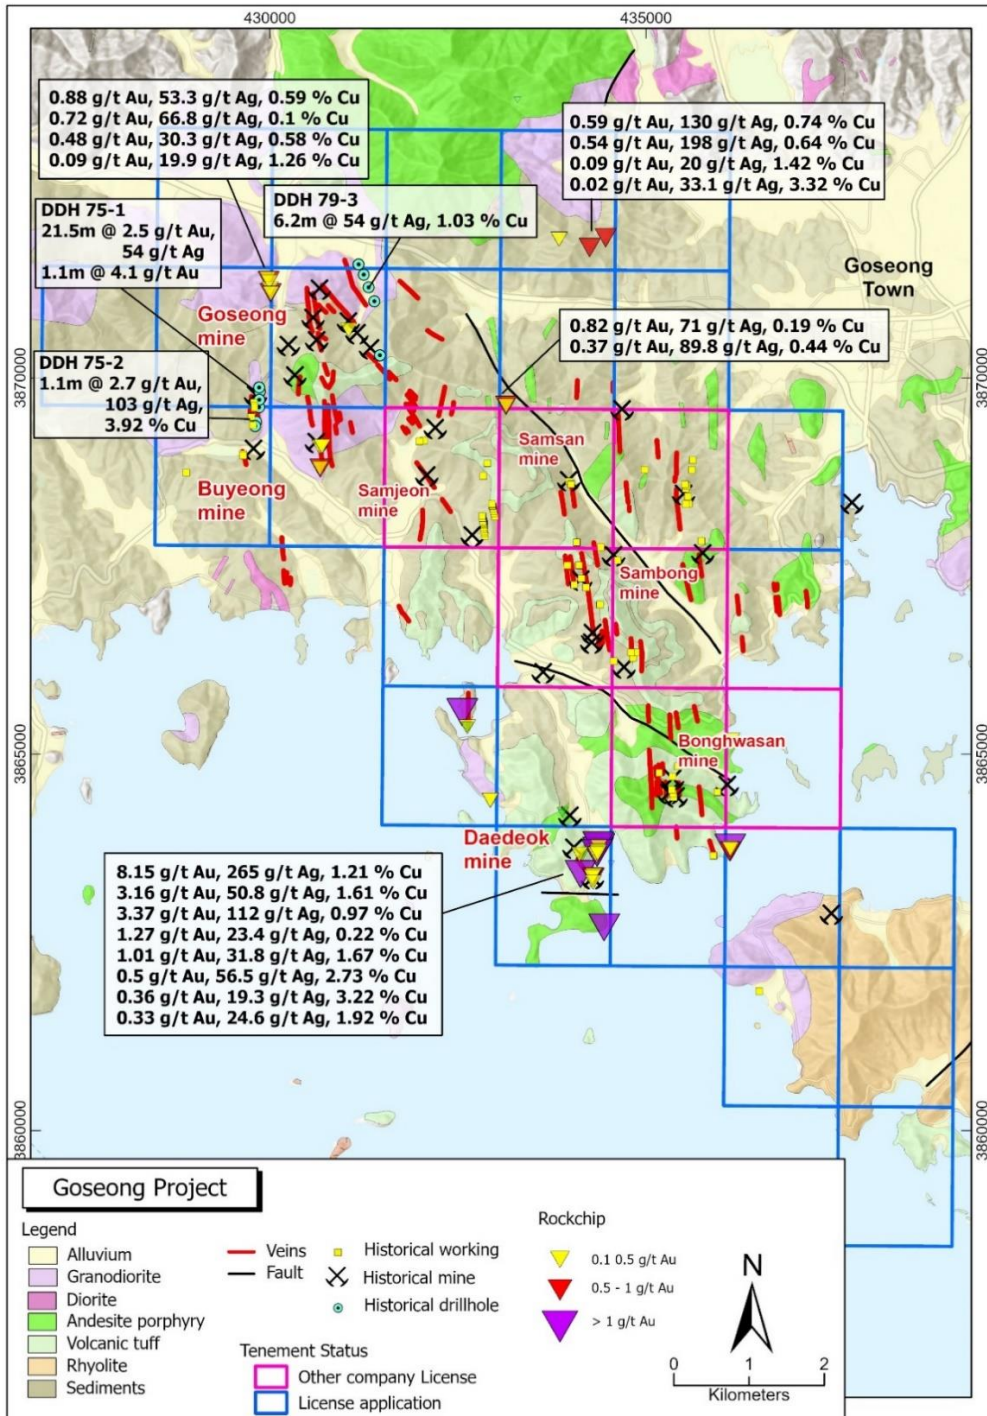 430000
435000
0.88 g/t Au, 53.3 g/t Ag, 0.59 % Cu
0.72 g/t Au, 66.8 g/t Ag, 0.1 % Cu
0.48 g/t Au, 30.3 g/t Ag, 0.58 % Cu
0.09 g/t Au, 19.9 g/t Ag, 1.26 % Cu
0.59 g/t Au, 130 g/t Ag, 0.74 % Cu
0.54 g/t Au, 198 g/t Ag, 0.64 % Cu
0.09 g/t Au, 20 g/t Ag, 1.42 % Cu
0.02 g/t Au, 33.1 g/t Ag, 3.32 % Cu
DDH 79-3
6.2m @ 54 g/t Ag, 1.03 % Cu
DDH 75-1
21.5m @ 2.5 g/t Au,
54 g/t Ag
1.1m @ 4.1 g/t Au
Goseong
Town
Goseong
mine
0.82 g/t Au, 71 g/t Ag, 0.19 % Cu
0.37 g/t Au, 89.8 g/t Ag, 0.44 % Cu
DDH 75-2
1.1m @ 2.7 g/t Au,
103 g/t Ag,
3.92 % Cu
3870000
3870000
Samsan
mine
Buyeong
mine
Samjeon
mine
Sambong
mine
Bonghwasan
mine
3865000
3865000
Daedeok
mine
8.15 g/t Au, 265 g/t Ag, 1.21 % Cu
3.16 g/t Au, 50.8 g/t Ag, 1.61 % Cu
3.37 g/t Au, 112 g/t Ag, 0.97 % Cu
1.27 g/t Au, 23.4 g/t Ag, 0.22 % Cu
1.01 g/t Au, 31.8 g/t Ag, 1.67 % Cu
0.5 g/t Au, 56.5 g/t Ag, 2.73 % Cu
0.36 g/t Au, 19.3 g/t Ag, 3.22 % Cu
0.33 g/t Au, 24.6 g/t Ag, 1.92 % Cu
3860000
3860000
Goseong Project
Legend
Alluvium
Granodiorite
Diorite
Andesite porphyry
Volcanic tuff
Rhyolite
Sediments
Veins
Fault
Historical working
Historical mine
Historical drillhole
Tenement Status
Other company License
License application
Rockchip
0.1 0.5 g/t Au
0.5 - 1 g/t Au
> 1 g/t Au
N
0 1 2
Kilometers